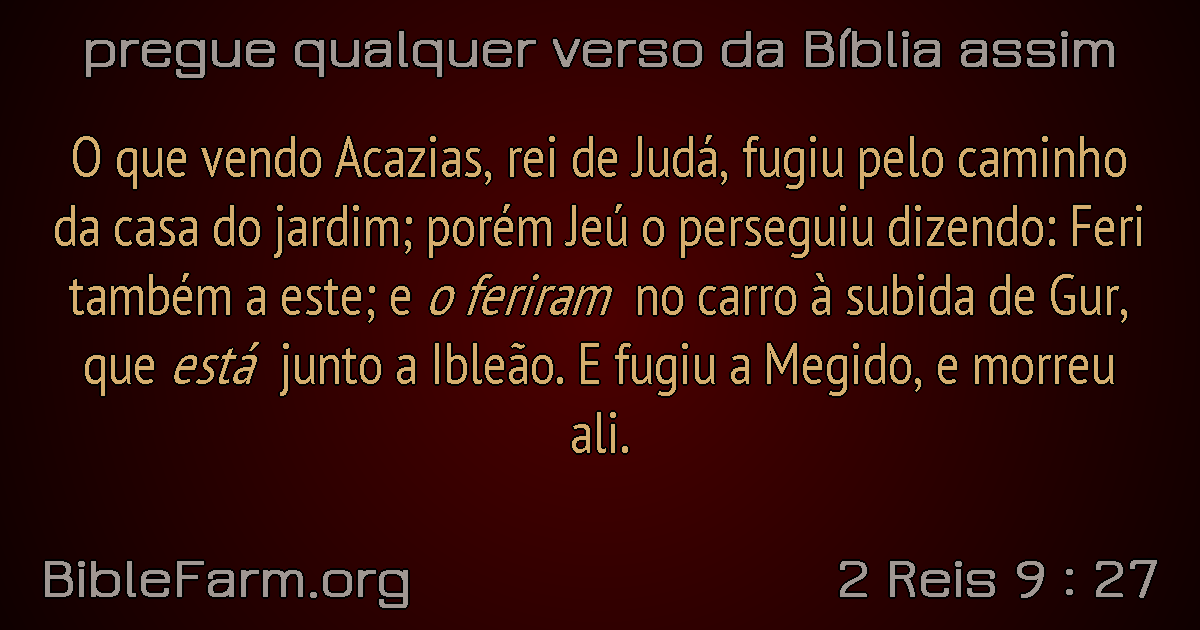 pregue qualquer verso da Bíblia assim
O que vendo Acazias, rei de Judá, fugiu pelo caminho
da casa do jardim; porém Jeú o perseguiu dizendo: Feri
também a este; e o feriram no carro à subida de Gur,
que está junto a Ibleão. E fugiu a Megido, e morreu
ali.
BibleFarm.org
2 Reis 9 : 27